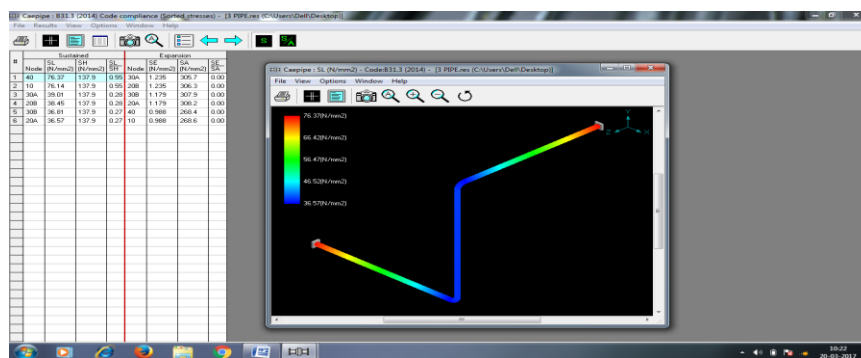 Caepipe : B31.3 (2014) Code compliance (Sorted stresses) - [3 PIPE.res (C:\Users\Dell\Desktop)]
File Results View Options Window Help
# Sustained Expansion
Node SL (N/mm2) SH (N/mm2) SL SH Node SE (N/mm2) SA (N/mm2) SE SA
1 40 76.37 137.9 0.55 30A 1.235 305.7 0.00
2 10 76.14 137.9 0.55 20B 1.235 306.3 0.00
3 30A 39.01 137.9 0.28 30B 1.179 307.9 0.00
4 20B 38.45 137.9 0.28 20A 1.179 308.2 0.00
5 30B 36.81 137.9 0.27 40 0.988 268.4 0.00
6 20A 36.57 137.9 0.27 10 0.988 268.6 0.00
Caepipe : SL (N/mm2) - Code:B31.3 (2014) - [3 PIPE.res (C:\Users\Dell\Desktop)]
File View Options Window Help
76.37(N/mm2)
66.42(N/mm2)
56.47(N/mm2)
46.52(N/mm2)
36.57(N/mm2)
Y
Z X
10:22
20-03-2017